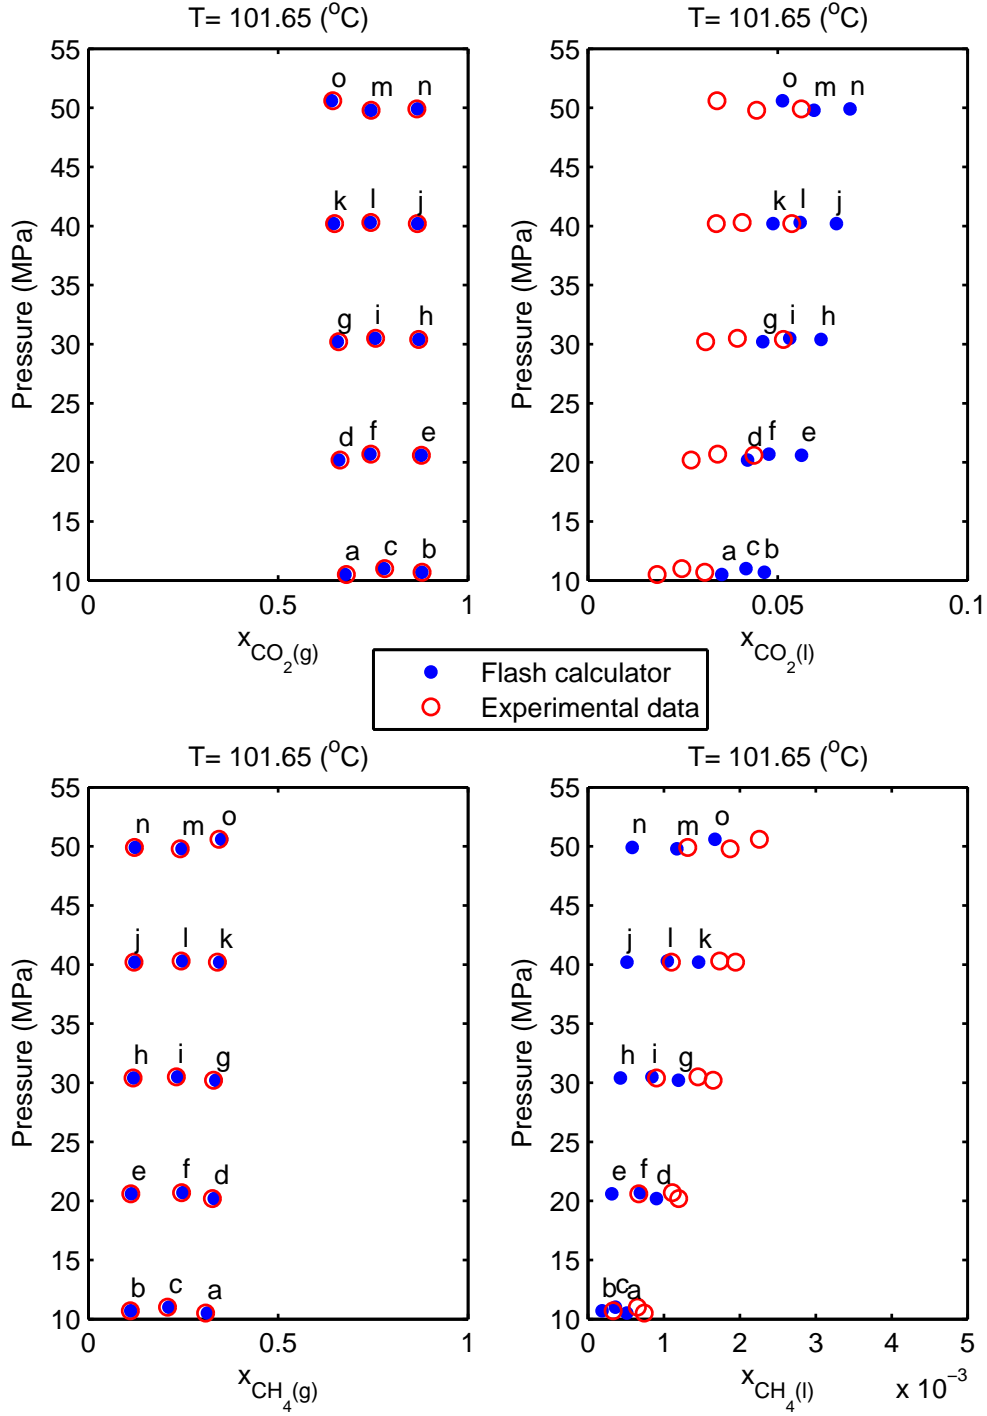 T= 101.65 (°C)
55
50
45
40
35
30
25
20
15
10
Pressure (MPa)
o m n
k l j
g i h
d f e
a c b
0 0.5 1
x_CO2(g)
T= 101.65 (°C)
55
50
45
40
35
30
25
20
15
10
Pressure (MPa)
o m n
k l j
g i h
d f e
a c b
0 0.05 0.1
x_CO2(l)
Flash calculator
Experimental data
T= 101.65 (°C)
55
50
45
40
35
30
25
20
15
10
Pressure (MPa)
n m o
j l k
h i g
e f d
b c a
0 0.5 1
x_CH4(g)
T= 101.65 (°C)
55
50
45
40
35
30
25
20
15
10
Pressure (MPa)
n m o
j l k
h i g
e f d
b c a
0 1 2 3 4 5
x_CH4(l)
x 10⁻³